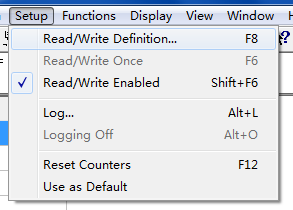 Setup Functions Display View Window
Read/Write Definition... F8
Read/Write Once F6
Read/Write Enabled Shift+F6
Log... Alt+L
Logging Off Alt+O
Reset Counters F12
Use as Default